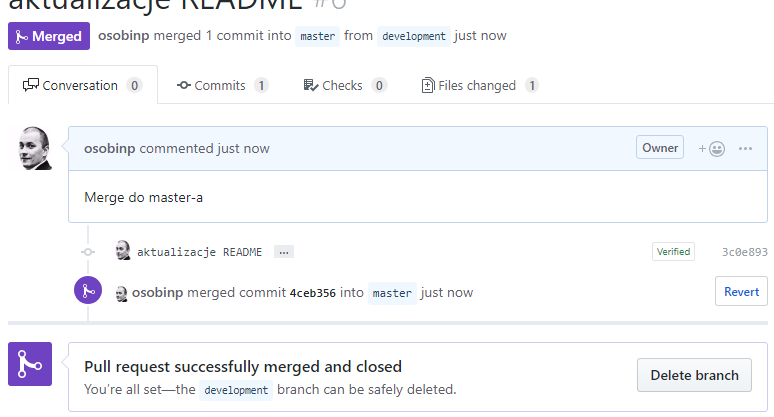 aktualizacje README #6
Merged osobinp merged 1 commit into master from development just now
Conversation 0 Commits 1 Checks 0 Files changed 1
osobinp commented just now Owner
Merge do master-a
aktualizacje README ... Verified 3c0e893
osobinp merged commit 4ceb356 into master just now Revert
Pull request successfully merged and closed
You're all set—the development branch can be safely deleted. Delete branch